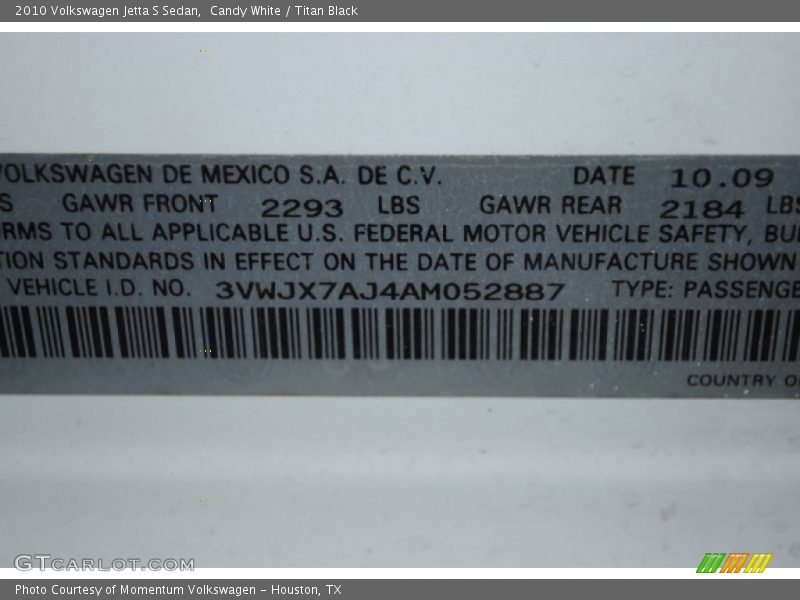 2010 Volkswagen Jetta S Sedan, Candy White / Titan Black
VOLKSWAGEN DE MEXICO S.A. DE C.V. DATE 10.09
GAWR FRONT 2293 LBS GAWR REAR 2184 LBS
TO ALL APPLICABLE U.S. FEDERAL MOTOR VEHICLE SAFETY,
STANDARDS IN EFFECT ON THE DATE OF MANUFACTURE SHOWN
VEHICLE I.D. NO. 3VWJX7AJ4AM052887 TYPE: PASSENGE
COUNTRY
GTCARLOT.COM
Photo Courtesy of Momentum Volkswagen - Houston, TX